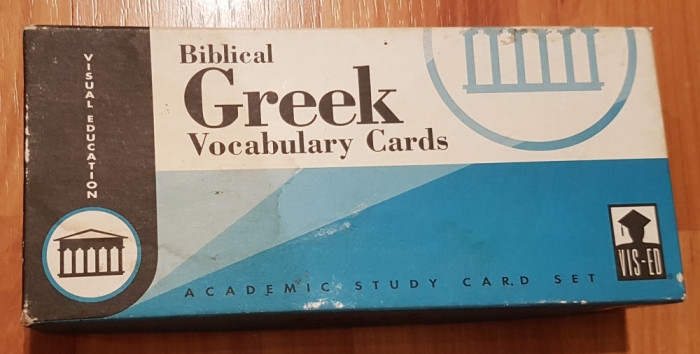 VISUAL EDUCATION
Biblical
Greek
Vocabulary Cards
ACADEMIC STUDY CARD SET
VIS-ED